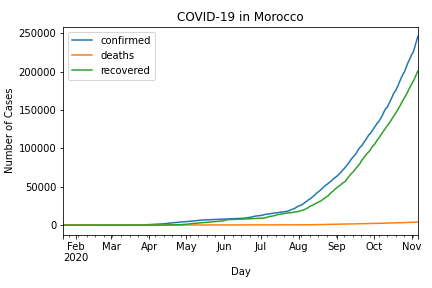 COVID-19 in Morocco
confirmed
deaths
recovered
Number of Cases
250000
200000
150000
100000
50000
0
Feb Mar Apr May Jun Jul Aug Sep Oct Nov
2020
Day